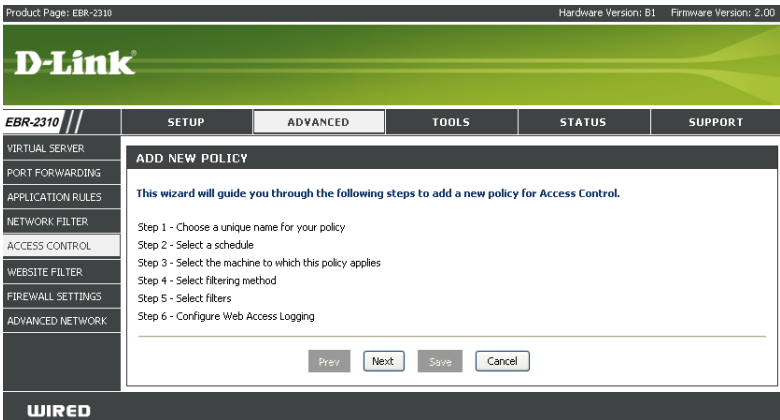 Product Page: EBR-2310 Hardware Version: B1 Firmware Version: 2.00
D-Link®
EBR-2310 // SETUP ADVANCED TOOLS STATUS SUPPORT
VIRTUAL SERVER
PORT FORWARDING
APPLICATION RULES
NETWORK FILTER
ACCESS CONTROL
WEBSITE FILTER
FIREWALL SETTINGS
ADVANCED NETWORK
ADD NEW POLICY
This wizard will guide you through the following steps to add a new policy for Access Control.
Step 1 - Choose a unique name for your policy
Step 2 - Select a schedule
Step 3 - Select the machine to which this policy applies
Step 4 - Select filtering method
Step 5 - Select filters
Step 6 - Configure Web Access Logging
Prev Next Save Cancel
WIRED